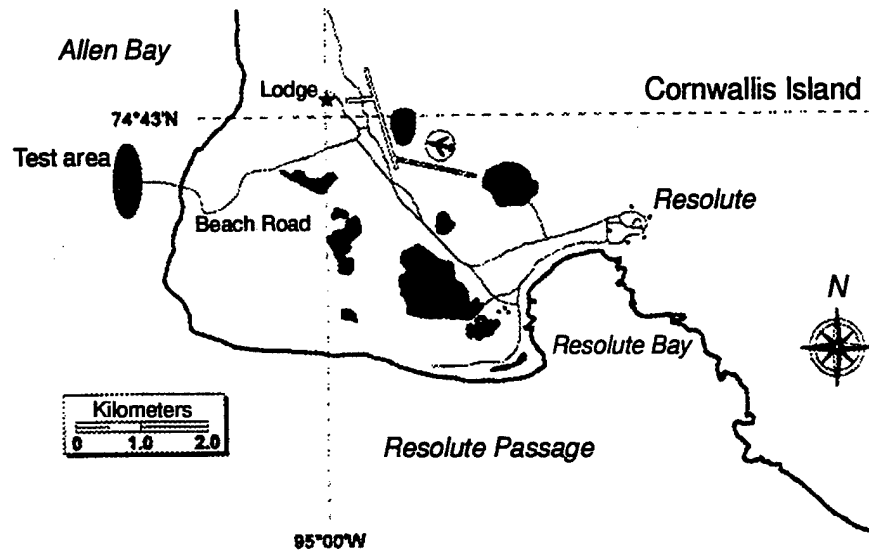 Allen Bay
Lodge
Cornwallis Island
74°43'N
Test area
Resolute
Beach Road
N
Resolute Bay
Kilometers
0 1.0 2.0
Resolute Passage
95°00'W